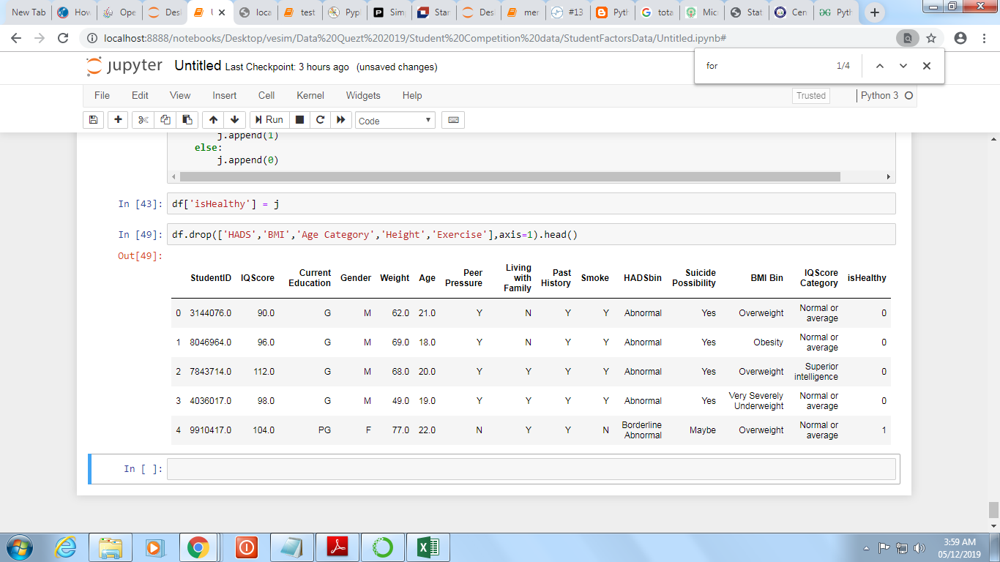 New Tab How Ope Desl U loca test Pypl Sim Star Des mer #13 Pyth tota Mic Stat Cen Pyth
localhost:8888/notebooks/Desktop/vesim/Data%20Quezt%202019/Student%20Competition%20data/StudentFactorsData/Untitled.ipynb#
for 1/4
jupyter Untitled Last Checkpoint: 3 hours ago (unsaved changes)
File Edit View Insert Cell Kernel Widgets Help Trusted Python 3
Run Code
j.append(1)
else:
j.append(0)
In [43]: df['isHealthy'] = j
In [49]: df.drop(['HADS','BMI','Age Category','Height','Exercise'],axis=1).head()
Out[49]:
StudentID IQScore Current Education Gender Weight Age Peer Pressure Living with Family Past History Smoke HADSbin Suicide Possibility BMI Bin IQScore Category isHealthy
0 3144076.0 90.0 G M 62.0 21.0 Y N Y Y Abnormal Yes Overweight Normal or average 0
1 8046964.0 96.0 G M 69.0 18.0 Y N Y Y Abnormal Yes Obesity Normal or average 0
2 7843714.0 112.0 G M 68.0 20.0 Y Y Y Y Abnormal Yes Overweight Superior intelligence 0
3 4036017.0 98.0 G M 49.0 19.0 Y Y Y Y Abnormal Yes Very Severely Underweight Normal or average 0
4 9910417.0 104.0 PG F 77.0 22.0 N Y Y N Borderline Abnormal Maybe Overweight Normal or average 1
In [ ]:
3:59 AM
05/12/2019